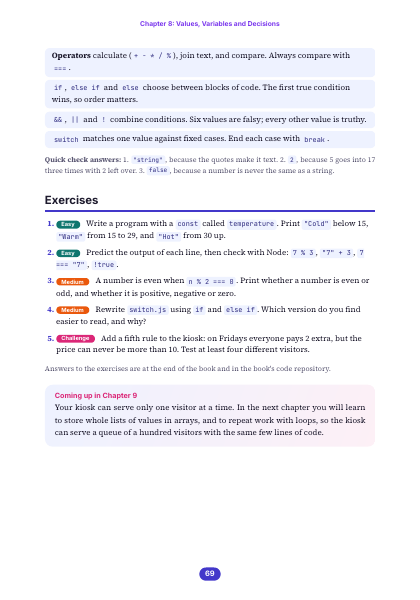 Chapter 8: Values, Variables and Decisions
Operators calculate ( + - * / % ), join text, and compare. Always compare with
=== .
if , else if and else choose between blocks of code. The first true condition
wins, so order matters.
&& , || and ! combine conditions. Six values are falsy; every other value is truthy.
switch matches one value against fixed cases. End each case with break .
Quick check answers: 1. "string" , because the quotes make it text. 2. 2 , because 5 goes into 17
three times with 2 left over. 3. false , because a number is never the same as a string.
Exercises
1. Easy Write a program with a const called temperature . Print "Cold" below 15,
"Warm" from 15 to 29, and "Hot" from 30 up.
2. Easy Predict the output of each line, then check with Node: 7 % 3 , "7" + 3 , 7
=== "7" , !true .
3. Medium A number is even when n % 2 === 0 . Print whether a number is even or
odd, and whether it is positive, negative or zero.
4. Medium Rewrite switch.js using if and else if . Which version do you find
easier to read, and why?
5. Challenge Add a fifth rule to the kiosk: on Fridays everyone pays 2 extra, but the
price can never be more than 10. Test at least four different visitors.
Answers to the exercises are at the end of the book and in the book's code repository.
Coming up in Chapter 9
Your kiosk can serve only one visitor at a time. In the next chapter you will learn
to store whole lists of values in arrays, and to repeat work with loops, so the kiosk
can serve a queue of a hundred visitors with the same few lines of code.
69